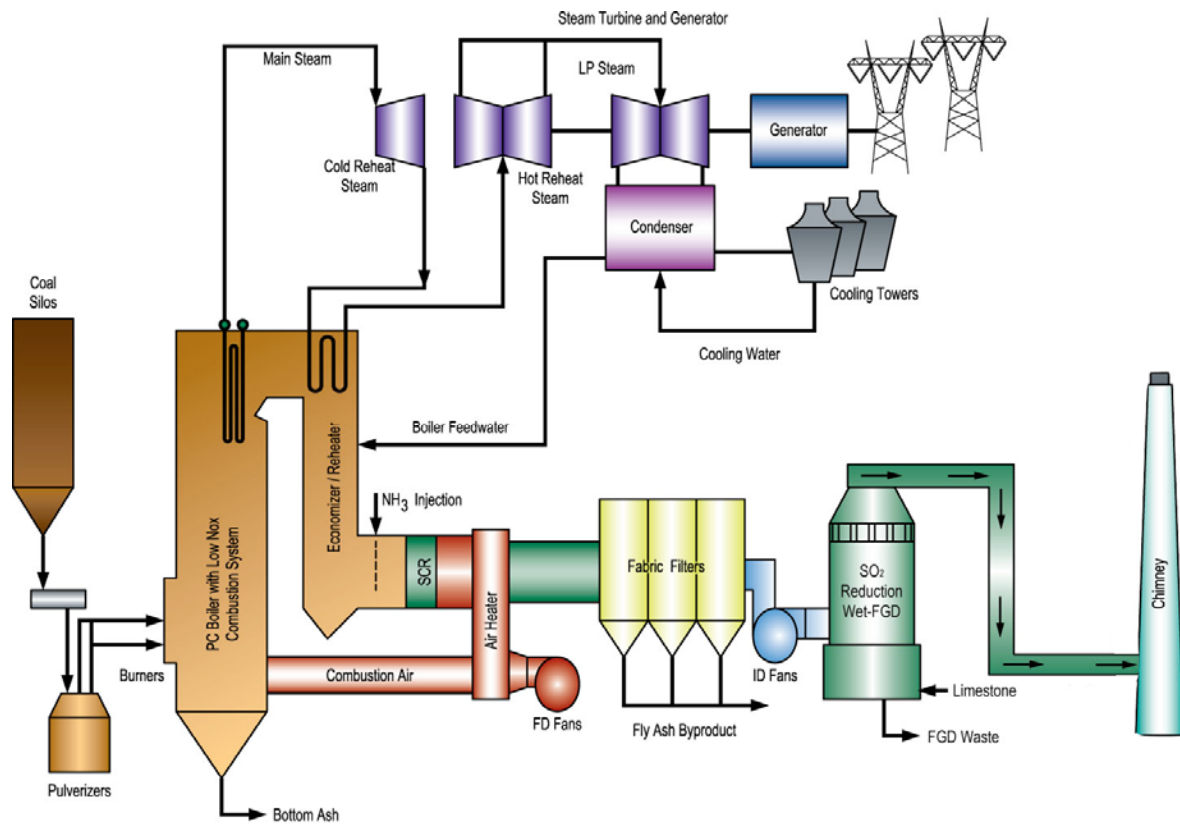 Steam Turbine and Generator
Main Steam
LP Steam
Generator
Cold Reheat
Steam
Hot Reheat
Steam
Condenser
Cooling Towers
Cooling Water
Coal
Silos
Boiler Feedwater
PC Boiler with Low Nox
Combustion System
Economizer / Reheater
NH₃ Injection
SCR
Air Heater
Fabric Filters
SO₂
Reduction
Wet-FGD
Chimney
Burners
Combustion Air
FD Fans
ID Fans
Limestone
Fly Ash Byproduct
FGD Waste
Pulverizers
Bottom Ash